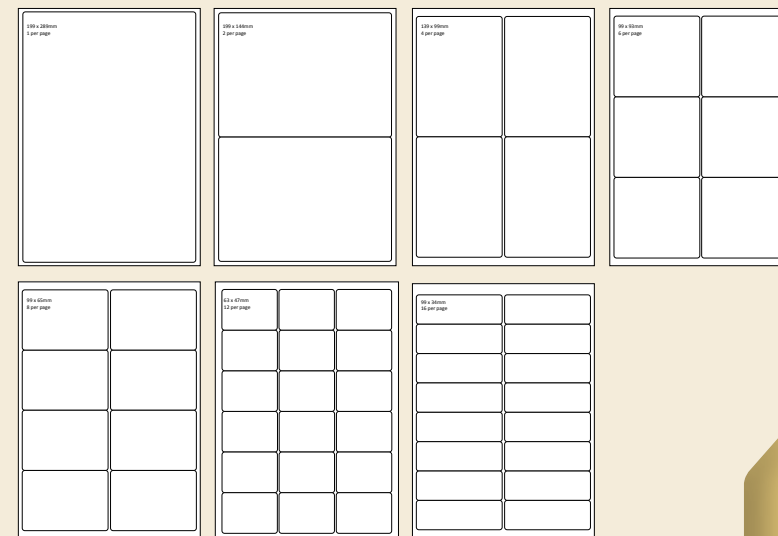 199 x 289mm
1 per page
199 x 144mm
2 per page
139 x 99mm
4 per page
99 x 93mm
6 per page
99 x 65mm
8 per page
63 x 47mm
12 per page
99 x 34mm
16 per page